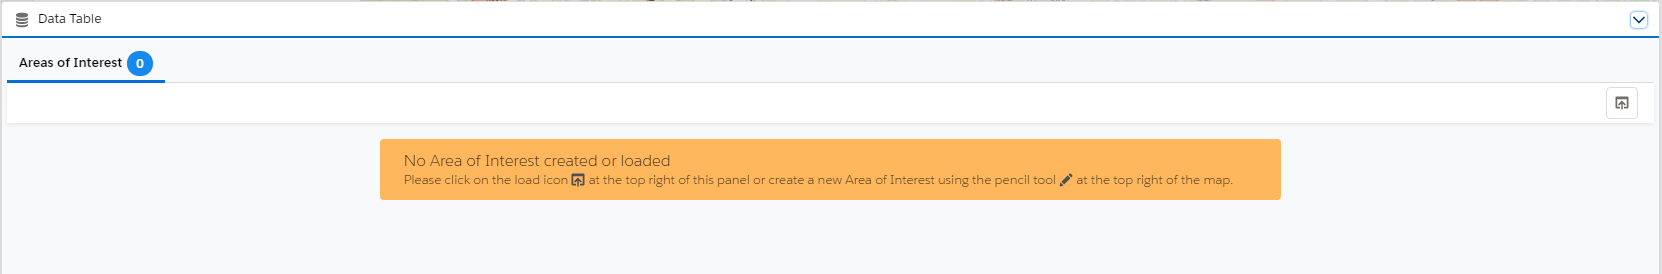 Data Table
Areas of Interest 0
No Area of Interest created or loaded
Please click on the load icon at the top right of this panel or create a new Area of Interest using the pencil tool at the top right of the map.